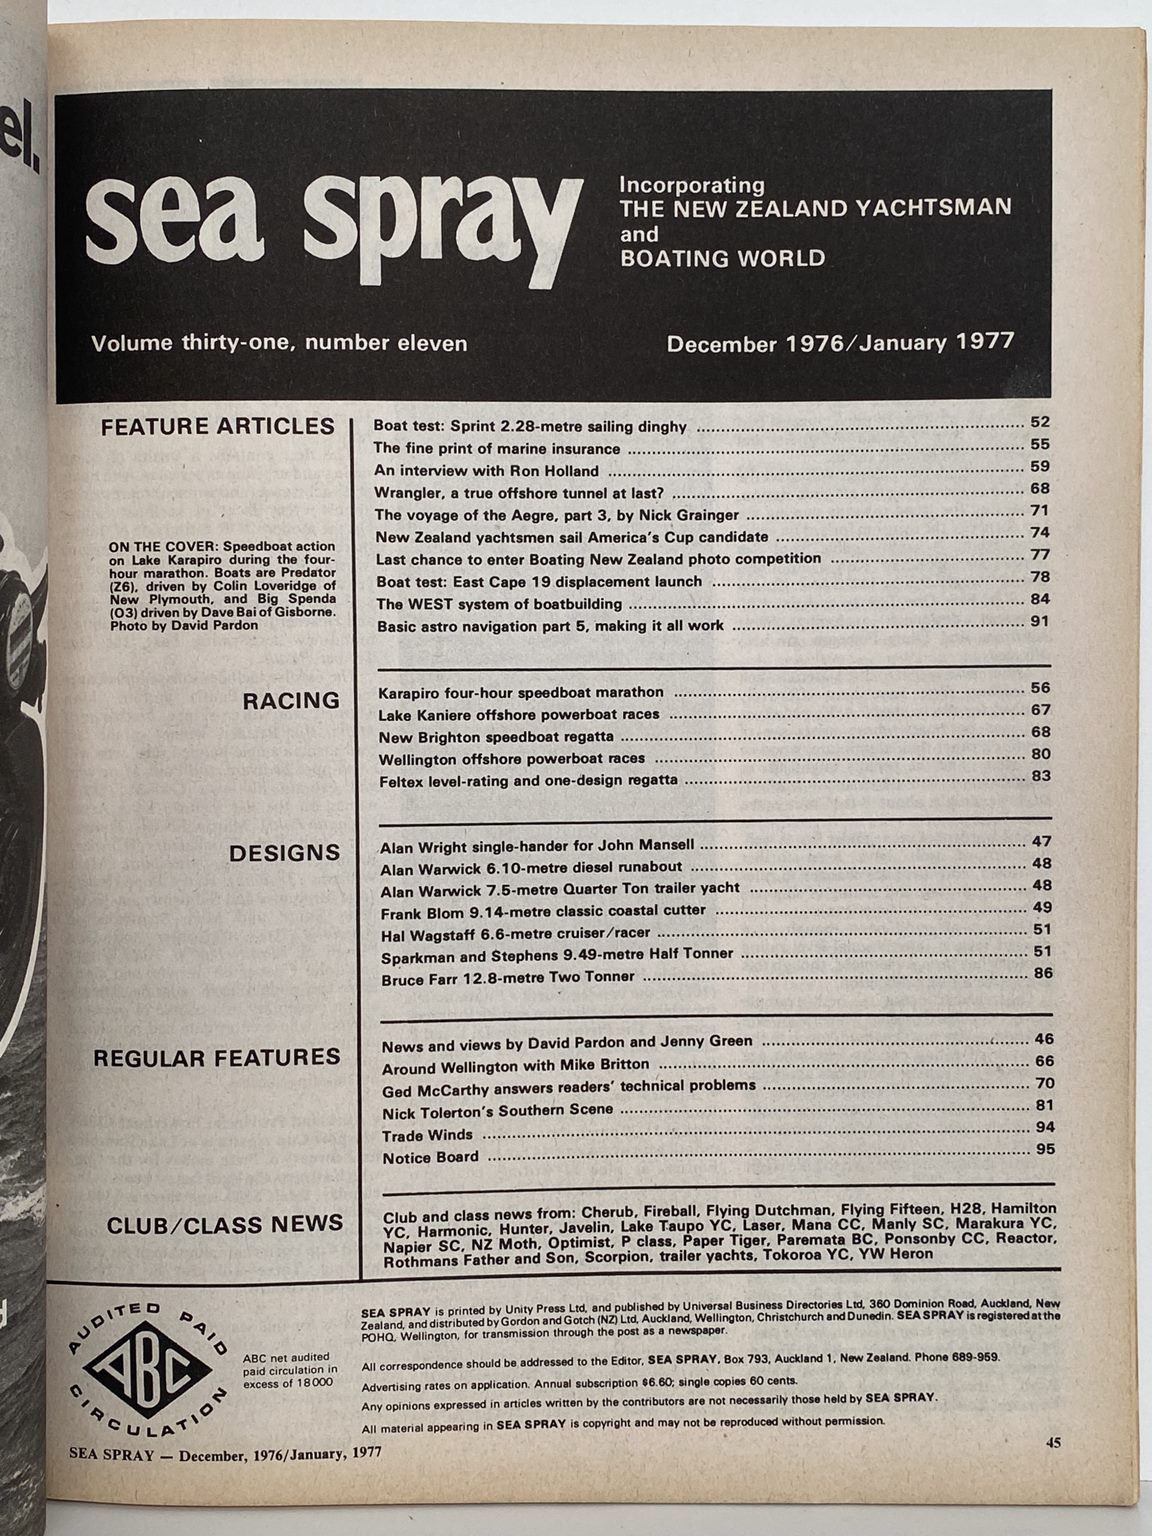 el.
sea spray
Incorporating
THE NEW ZEALAND YACHTSMAN
and
BOATING WORLD
Volume thirty-one, number eleven
December 1976/January 1977
FEATURE ARTICLES
Boat test: Sprint 2.28-metre sailing dinghy 52
The fine print of marine insurance 55
An interview with Ron Holland 59
Wrangler, a true offshore tunnel at last? 68
The voyage of the Aegre, part 3, by Nick Grainger 71
New Zealand yachtsmen sail America's Cup candidate 74
Last chance to enter Boating New Zealand photo competition 77
Boat test: East Cape 19 displacement launch 78
The WEST system of boatbuilding 84
Basic astro navigation part 5, making it all work 91
ON THE COVER: Speedboat action
on Lake Karapiro during the four-
hour marathon. Boats are Predator
(Z6), driven by Colin Loveridge of
New Plymouth, and Big Spenda
(O3) driven by Dave Bai of Gisborne.
Photo by David Pardon
RACING
Karapiro four-hour speedboat marathon 56
Lake Kaniere offshore powerboat races 67
New Brighton speedboat regatta 68
Wellington offshore powerboat races 80
Feltex level-rating and one-design regatta 83
DESIGNS
Alan Wright single-hander for John Mansell 47
Alan Warwick 6.10-metre diesel runabout 48
Alan Warwick 7.5-metre Quarter Ton trailer yacht 48
Frank Blom 9.14-metre classic coastal cutter 49
Hal Wagstaff 6.6-metre cruiser/racer 51
Sparkman and Stephens 9.49-metre Half Tonner 51
Bruce Farr 12.8-metre Two Tonner 86
REGULAR FEATURES
News and views by David Pardon and Jenny Green 46
Around Wellington with Mike Britton 66
Ged McCarthy answers readers' technical problems 70
Nick Tolerton's Southern Scene 81
Trade Winds 94
Notice Board 95
CLUB/CLASS NEWS
Club and class news from: Cherub, Fireball, Flying Dutchman, Flying Fifteen, H28, Hamilton
YC, Harmonic, Hunter, Javelin, Lake Taupo YC, Laser, Mana CC, Manly SC, Marakura YC,
Napier SC, NZ Moth, Optimist, P class, Paper Tiger, Paremata BC, Ponsonby CC, Reactor,
Rothmans Father and Son, Scorpion, trailer yachts, Tokoroa YC, YW Heron
AUDITED PAID
ABC
CIRCULATION
ABC net audited
paid circulation in
excess of 18000
SEA SPRAY is printed by Unity Press Ltd, and published by Universal Business Directories Ltd, 360 Dominion Road, Auckland, New
Zealand, and distributed by Gordon and Gotch (NZ) Ltd, Auckland, Wellington, Christchurch and Dunedin. SEA SPRAY is registered at the
POHQ, Wellington, for transmission through the post as a newspaper.
All correspondence should be addressed to the Editor, SEA SPRAY, Box 793, Auckland 1, New Zealand. Phone 689-959.
Advertising rates on application. Annual subscription $6.60; single copies 60 cents.
Any opinions expressed in articles written by the contributors are not necessarily those held by SEA SPRAY.
All material appearing in SEA SPRAY is copyright and may not be reproduced without permission.
SEA SPRAY — December, 1976/January, 1977
45